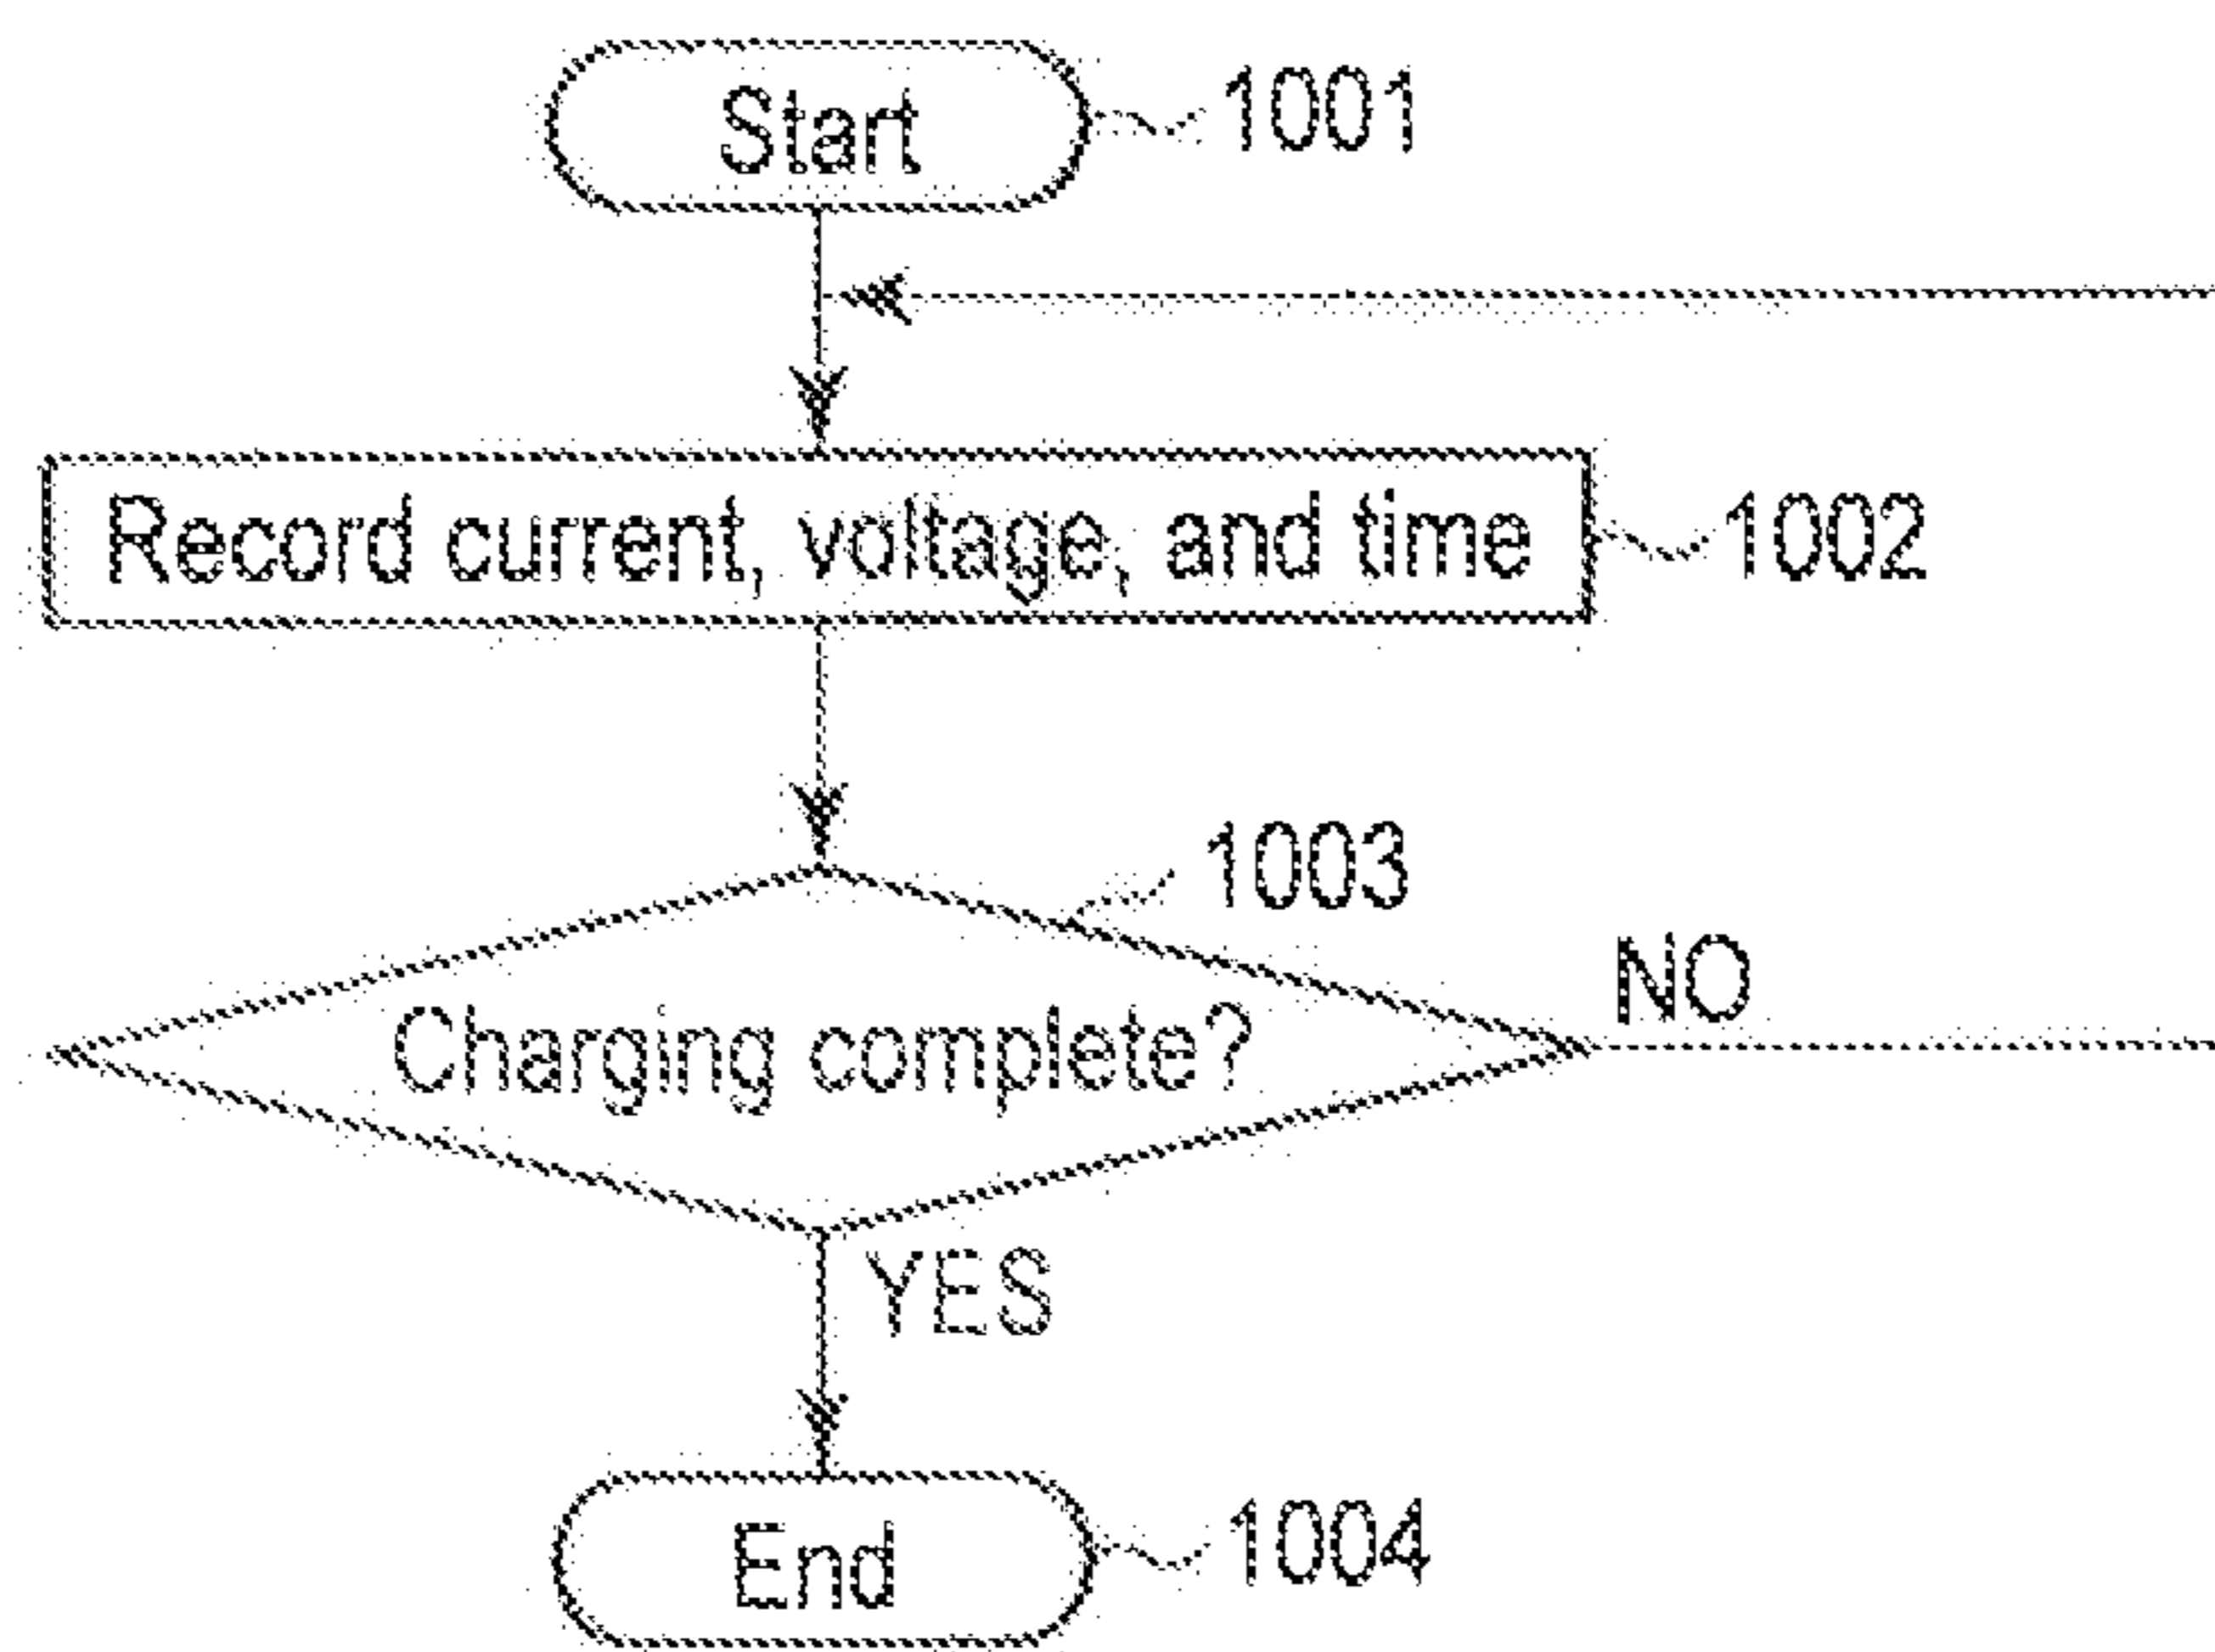 Start 1001
Record current, voltage, and time 1002
1003
NO
Charging complete?
YES
End 1004